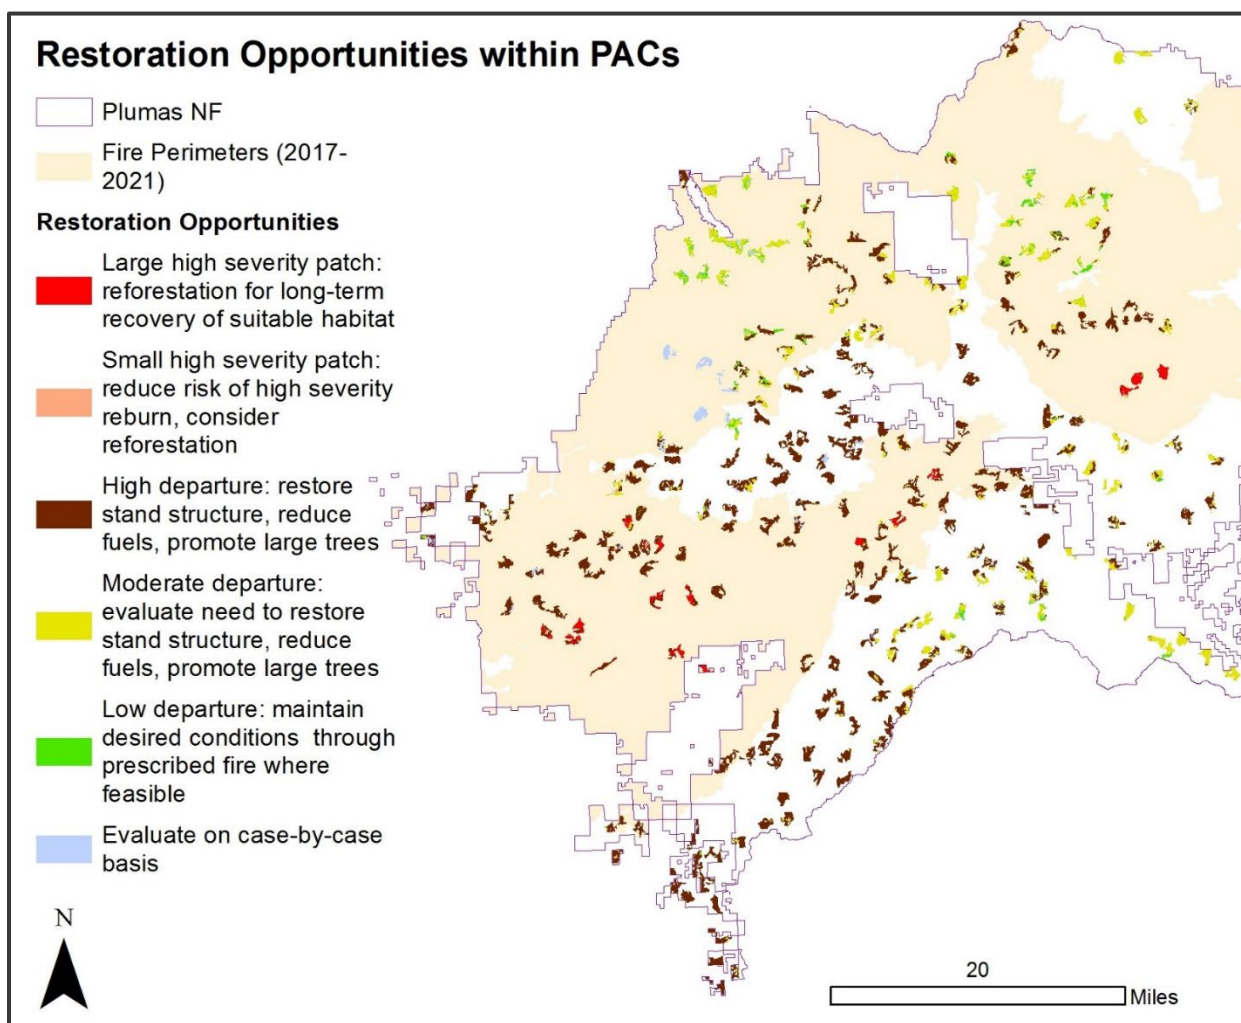 Restoration Opportunities within PACs
Plumas NF
Fire Perimeters (2017-
2021)
Restoration Opportunities
Large high severity patch:
reforestation for long-term
recovery of suitable habitat
Small high severity patch:
reduce risk of high severity
reburn, consider
reforestation
High departure: restore
stand structure, reduce
fuels, promote large trees
Moderate departure:
evaluate need to restore
stand structure, reduce
fuels, promote large trees
Low departure: maintain
desired conditions through
prescribed fire where
feasible
Evaluate on case-by-case
basis
N
20
Miles